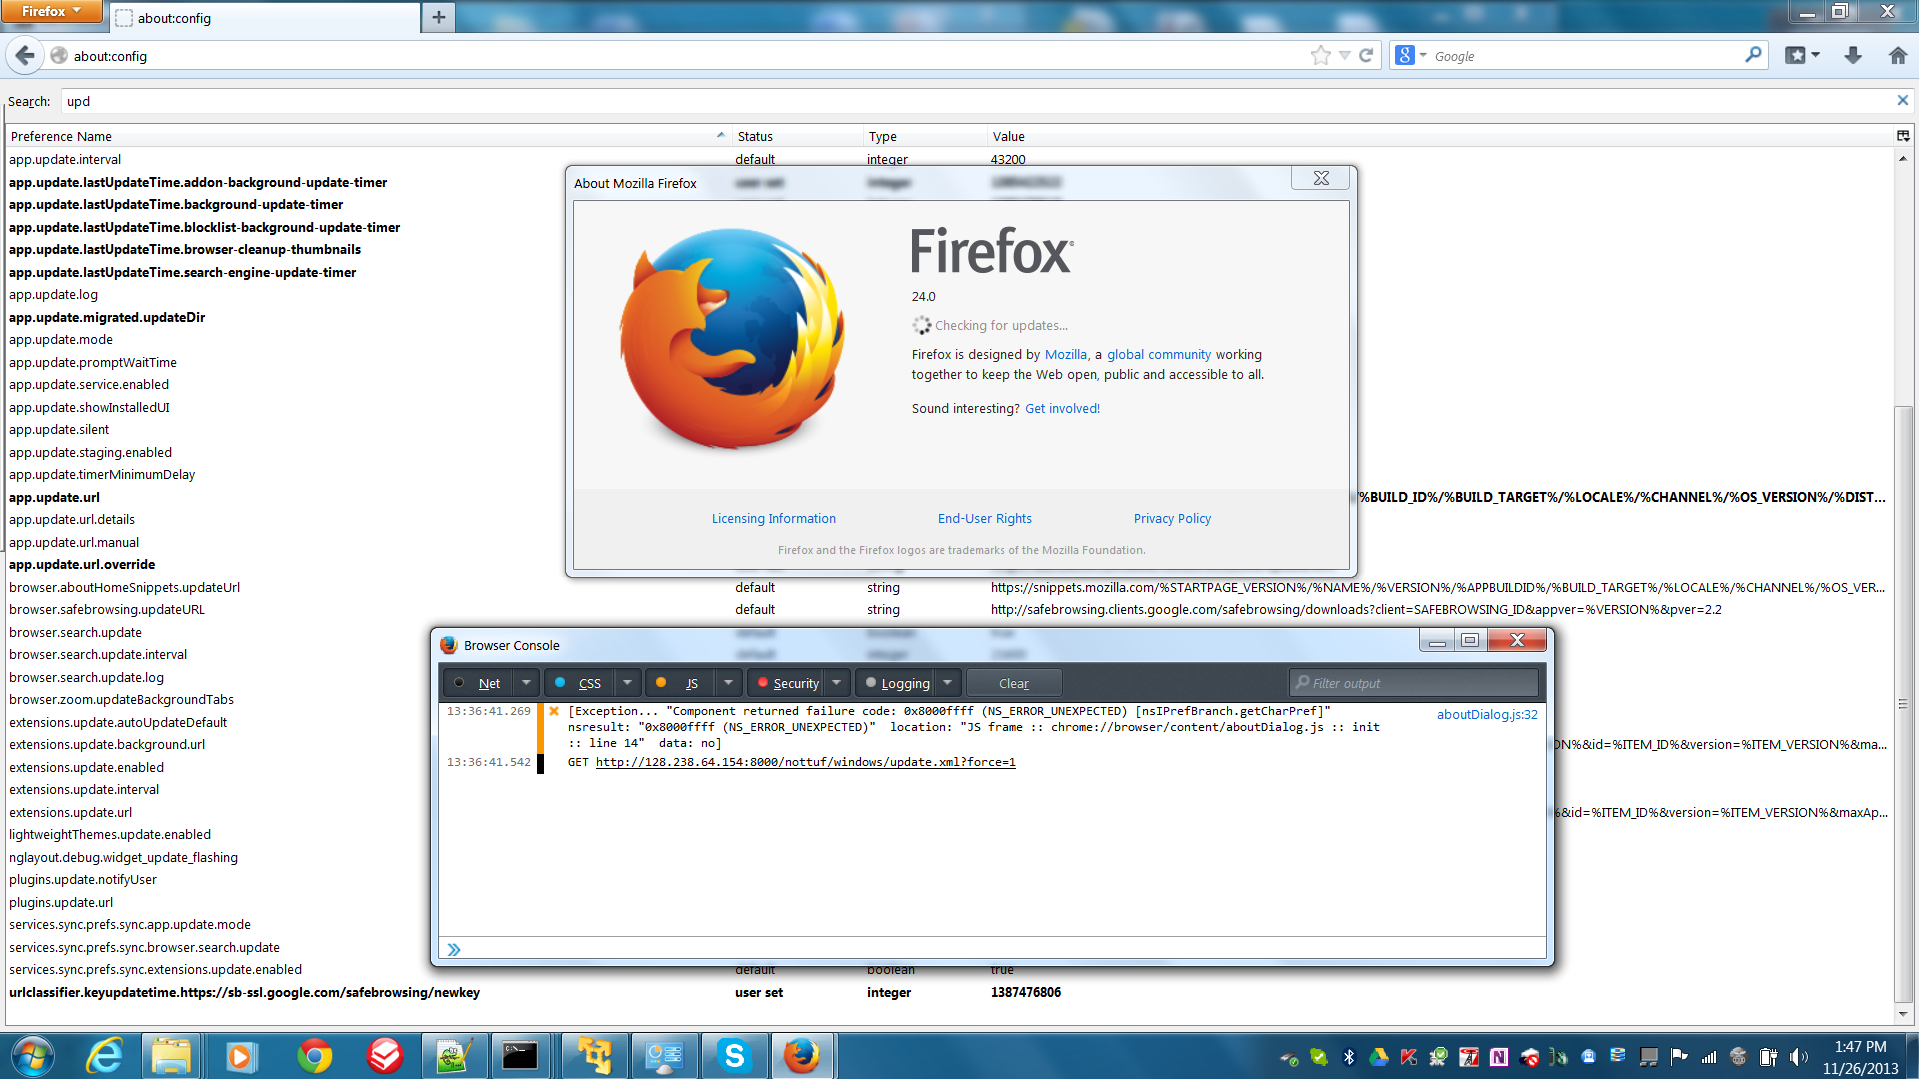 Firefox
about:config
about:config
Google
Search: upd
Preference Name Status Type Value
app.update.interval default integer 43200
app.update.lastUpdateTime.addon-background-update-timer user set integer
app.update.lastUpdateTime.background-update-timer
app.update.lastUpdateTime.blocklist-background-update-timer
app.update.lastUpdateTime.browser-cleanup-thumbnails
app.update.lastUpdateTime.search-engine-update-timer
app.update.log
app.update.migrated.updateDir
app.update.mode
app.update.promptWaitTime
app.update.service.enabled
app.update.showInstalledUI
app.update.silent
app.update.staging.enabled
app.update.timerMinimumDelay
app.update.url /%BUILD_ID%/%BUILD_TARGET%/%LOCALE%/%CHANNEL%/%OS_VERSION%/%DIST...
app.update.url.details
app.update.url.manual
app.update.url.override
browser.aboutHomeSnippets.updateUrl default string https://snippets.mozilla.com/%STARTPAGE_VERSION%/%NAME%/%VERSION%/%APPBUILDID%/%BUILD_TARGET%/%LOCALE%/%CHANNEL%/%OS_VER...
browser.safebrowsing.updateURL default string http://safebrowsing.clients.google.com/safebrowsing/downloads?client=SAFEBROWSING_ID&appver=%VERSION%&pver=2.2
browser.search.update default boolean true
browser.search.update.interval default integer
browser.search.update.log
browser.zoom.updateBackgroundTabs
extensions.update.autoUpdateDefault
extensions.update.background.url ON%&id=%ITEM_ID%&version=%ITEM_VERSION%&ma...
extensions.update.enabled
extensions.update.interval
extensions.update.url %&id=%ITEM_ID%&version=%ITEM_VERSION%&maxAp...
lightweightThemes.update.enabled
nglayout.debug.widget_update_flashing
plugins.update.notifyUser
plugins.update.url
services.sync.prefs.sync.app.update.mode
services.sync.prefs.sync.browser.search.update
services.sync.prefs.sync.extensions.update.enabled default boolean true
urlclassifier.keyupdatetime.https://sb-ssl.google.com/safebrowsing/newkey user set integer 1387476806
About Mozilla Firefox
Firefox
24.0
Checking for updates...
Firefox is designed by Mozilla, a global community working
together to keep the Web open, public and accessible to all.
Sound interesting? Get involved!
Licensing Information End-User Rights Privacy Policy
Firefox and the Firefox logos are trademarks of the Mozilla Foundation.
Browser Console
Net CSS JS Security Logging Clear Filter output
13:36:41.269 [Exception... "Component returned failure code: 0x8000ffff (NS_ERROR_UNEXPECTED) [nsIPrefBranch.getCharPref]" aboutDialog.js:32
nsresult: "0x8000ffff (NS_ERROR_UNEXPECTED)" location: "JS frame :: chrome://browser/content/aboutDialog.js :: init
:: line 14" data: no]
13:36:41.542 GET http://128.238.64.154:8000/nottuf/windows/update.xml?force=1
1:47 PM
11/26/2013